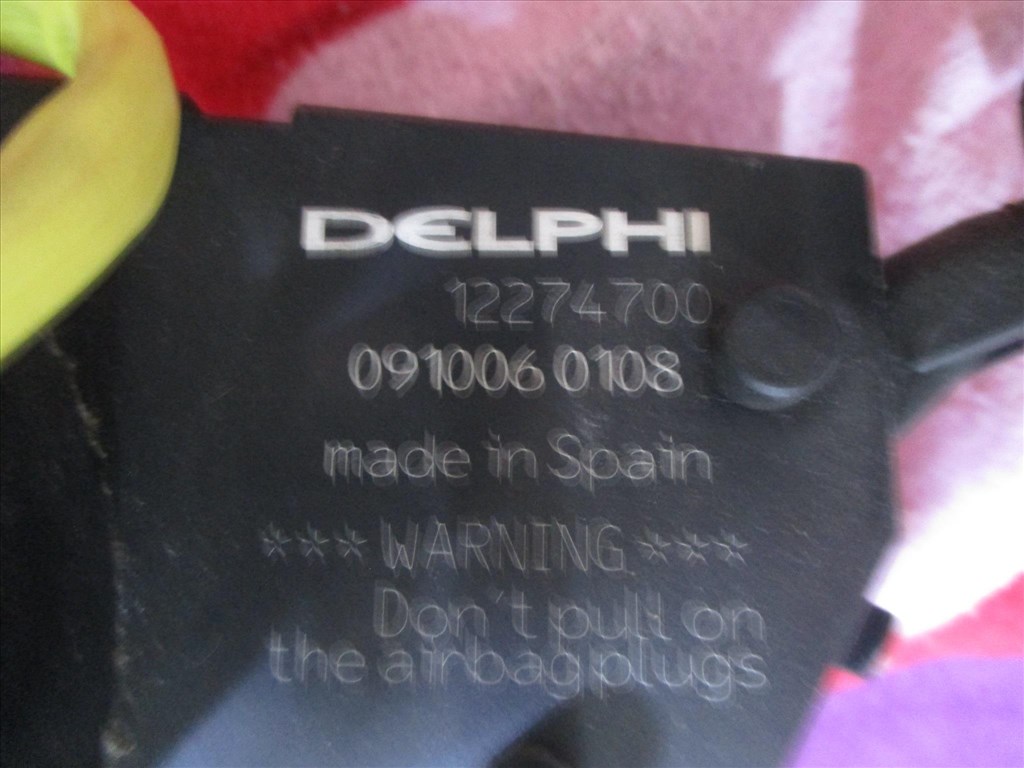 DELPHI
12274700
091006 0108
made in Spain
*** WARNING ***
Don't pull on
the airbag plugs